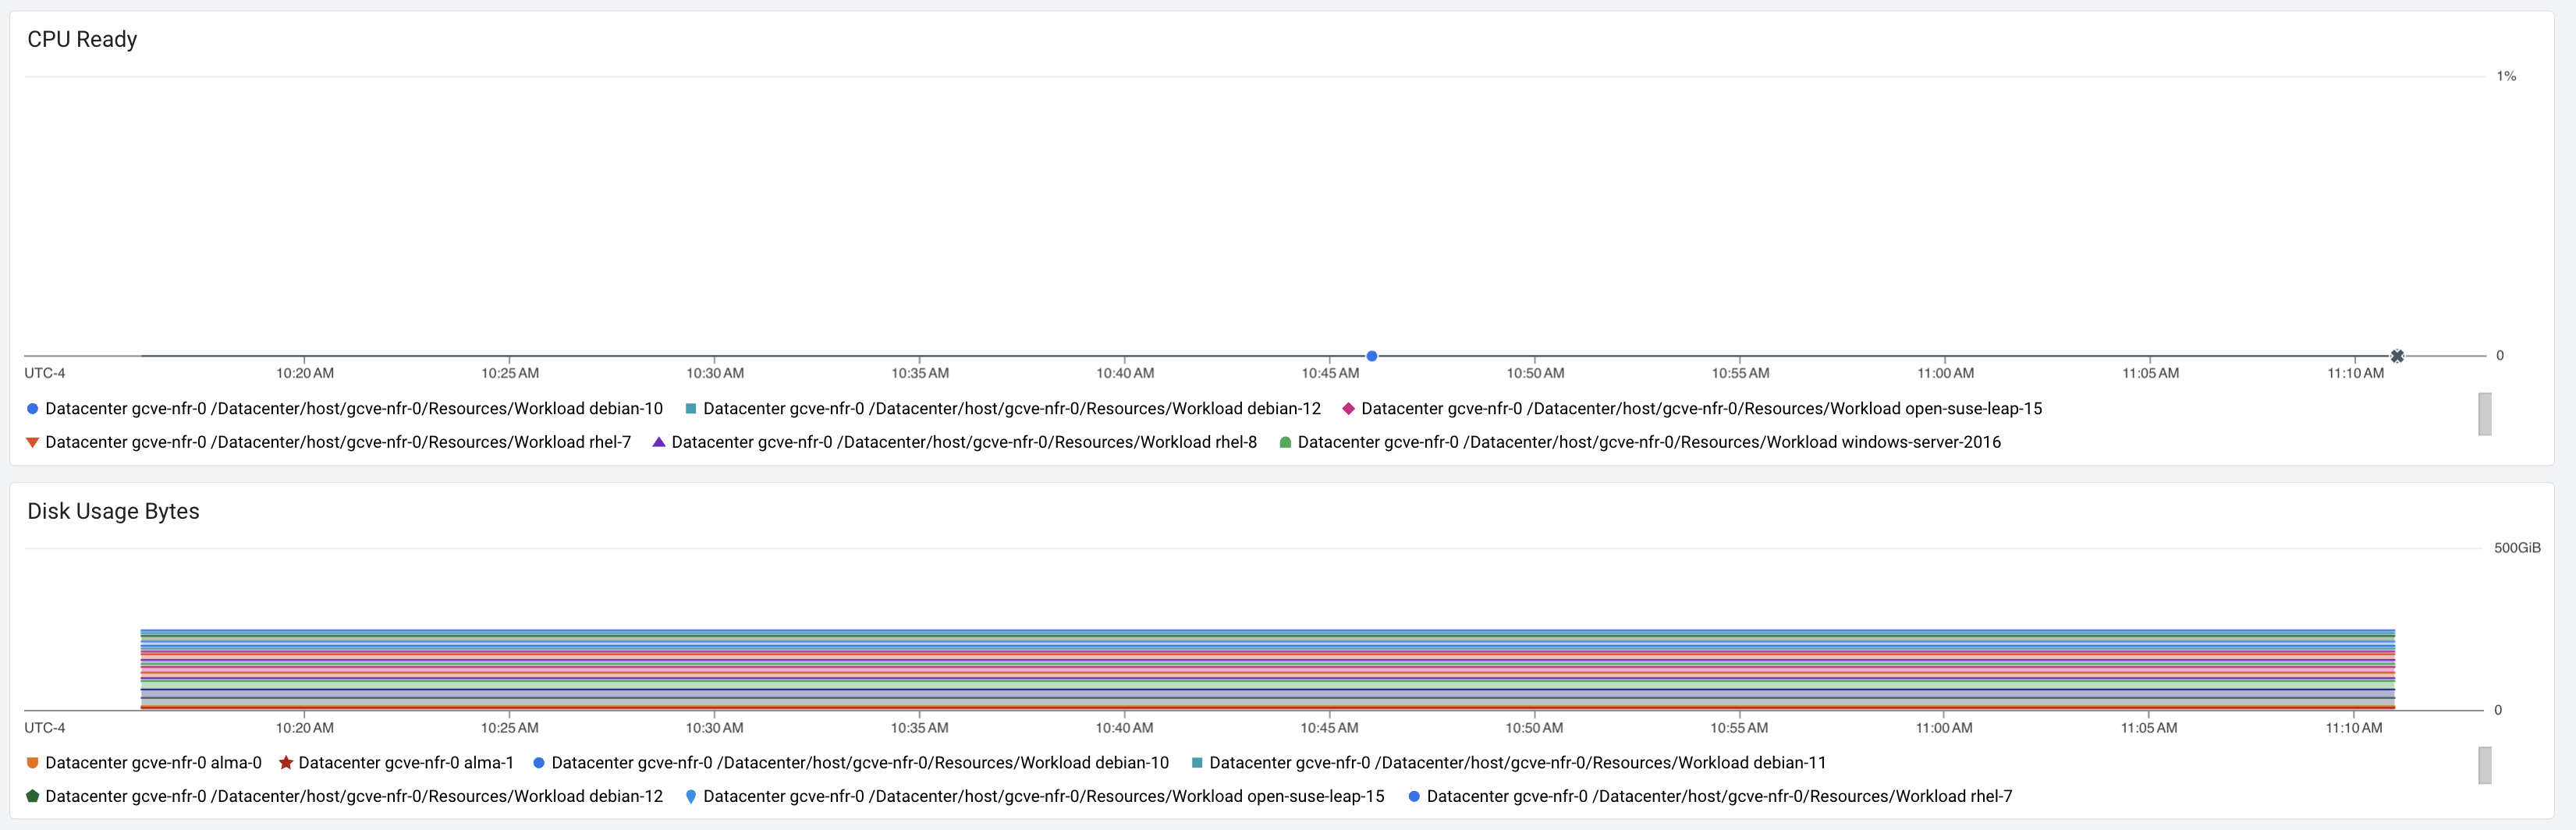 CPU Ready
1%
0
UTC-4 10:20 AM 10:25 AM 10:30 AM 10:35 AM 10:40 AM 10:45 AM 10:50 AM 10:55 AM 11:00 AM 11:05 AM 11:10 AM
Datacenter gcve-nfr-0 /Datacenter/host/gcve-nfr-0/Resources/Workload debian-10 Datacenter gcve-nfr-0 /Datacenter/host/gcve-nfr-0/Resources/Workload debian-12 Datacenter gcve-nfr-0 /Datacenter/host/gcve-nfr-0/Resources/Workload open-suse-leap-15
Datacenter gcve-nfr-0 /Datacenter/host/gcve-nfr-0/Resources/Workload rhel-7 Datacenter gcve-nfr-0 /Datacenter/host/gcve-nfr-0/Resources/Workload rhel-8 Datacenter gcve-nfr-0 /Datacenter/host/gcve-nfr-0/Resources/Workload windows-server-2016
Disk Usage Bytes
500GiB
0
UTC-4 10:20 AM 10:25 AM 10:30 AM 10:35 AM 10:40 AM 10:45 AM 10:50 AM 10:55 AM 11:00 AM 11:05 AM 11:10 AM
Datacenter gcve-nfr-0 alma-0 Datacenter gcve-nfr-0 alma-1 Datacenter gcve-nfr-0 /Datacenter/host/gcve-nfr-0/Resources/Workload debian-10 Datacenter gcve-nfr-0 /Datacenter/host/gcve-nfr-0/Resources/Workload debian-11
Datacenter gcve-nfr-0 /Datacenter/host/gcve-nfr-0/Resources/Workload debian-12 Datacenter gcve-nfr-0 /Datacenter/host/gcve-nfr-0/Resources/Workload open-suse-leap-15 Datacenter gcve-nfr-0 /Datacenter/host/gcve-nfr-0/Resources/Workload rhel-7